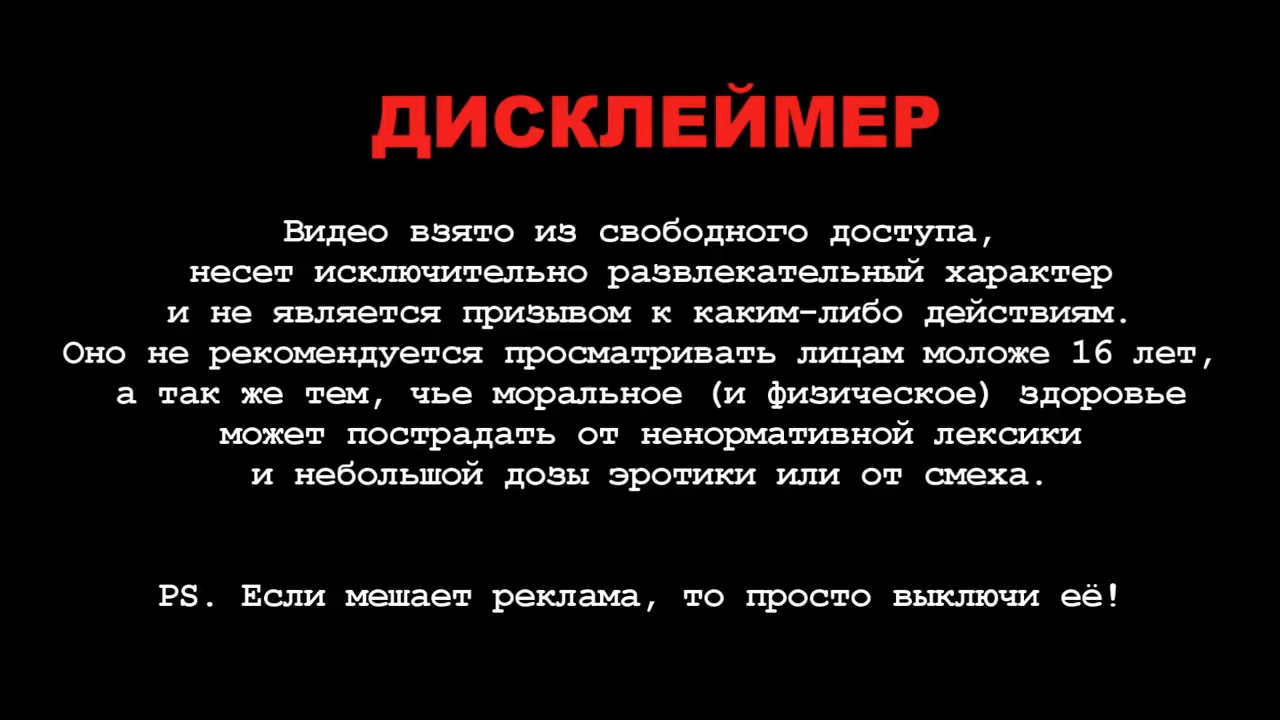 ДИСКЛЕЙМЕР
Видео взято из свободного доступа,
несет исключительно развлекательный характер
и не является призывом к каким-либо действиям.
Оно не рекомендуется просматривать лицам моложе 16 лет,
а так же тем, чье моральное (и физическое) здоровье
может пострадать от ненормативной лексики
и небольшой дозы эротики или от смеха.
PS. Если мешает реклама, то просто выключи её!